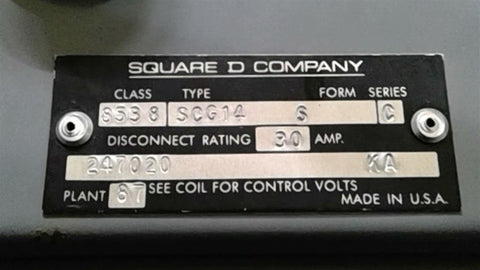 SQUARE D COMPANY
CLASS TYPE FORM SERIES
8538 SCG14 S C
DISCONNECT RATING 30 AMP.
247020 KA
PLANT 87 SEE COIL FOR CONTROL VOLTS
MADE IN U.S.A.